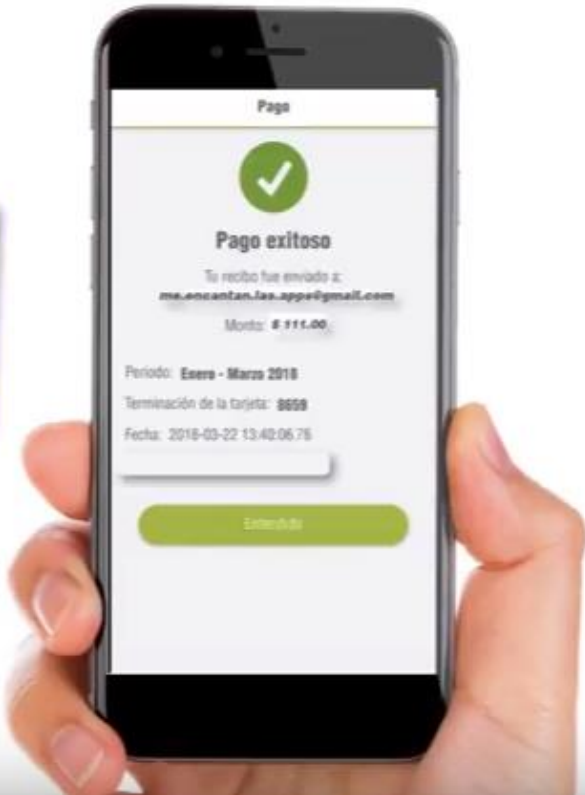 Pago
Pago exitoso
Tu recibo fue enviado a:
me.encantan.las.apps@gmail.com
Monto: $ 111.00
Periodo: Enero - Marzo 2018
Terminación de la tarjeta: 8659
Fecha: 2018-03-22 13:40:06.76
Entendido